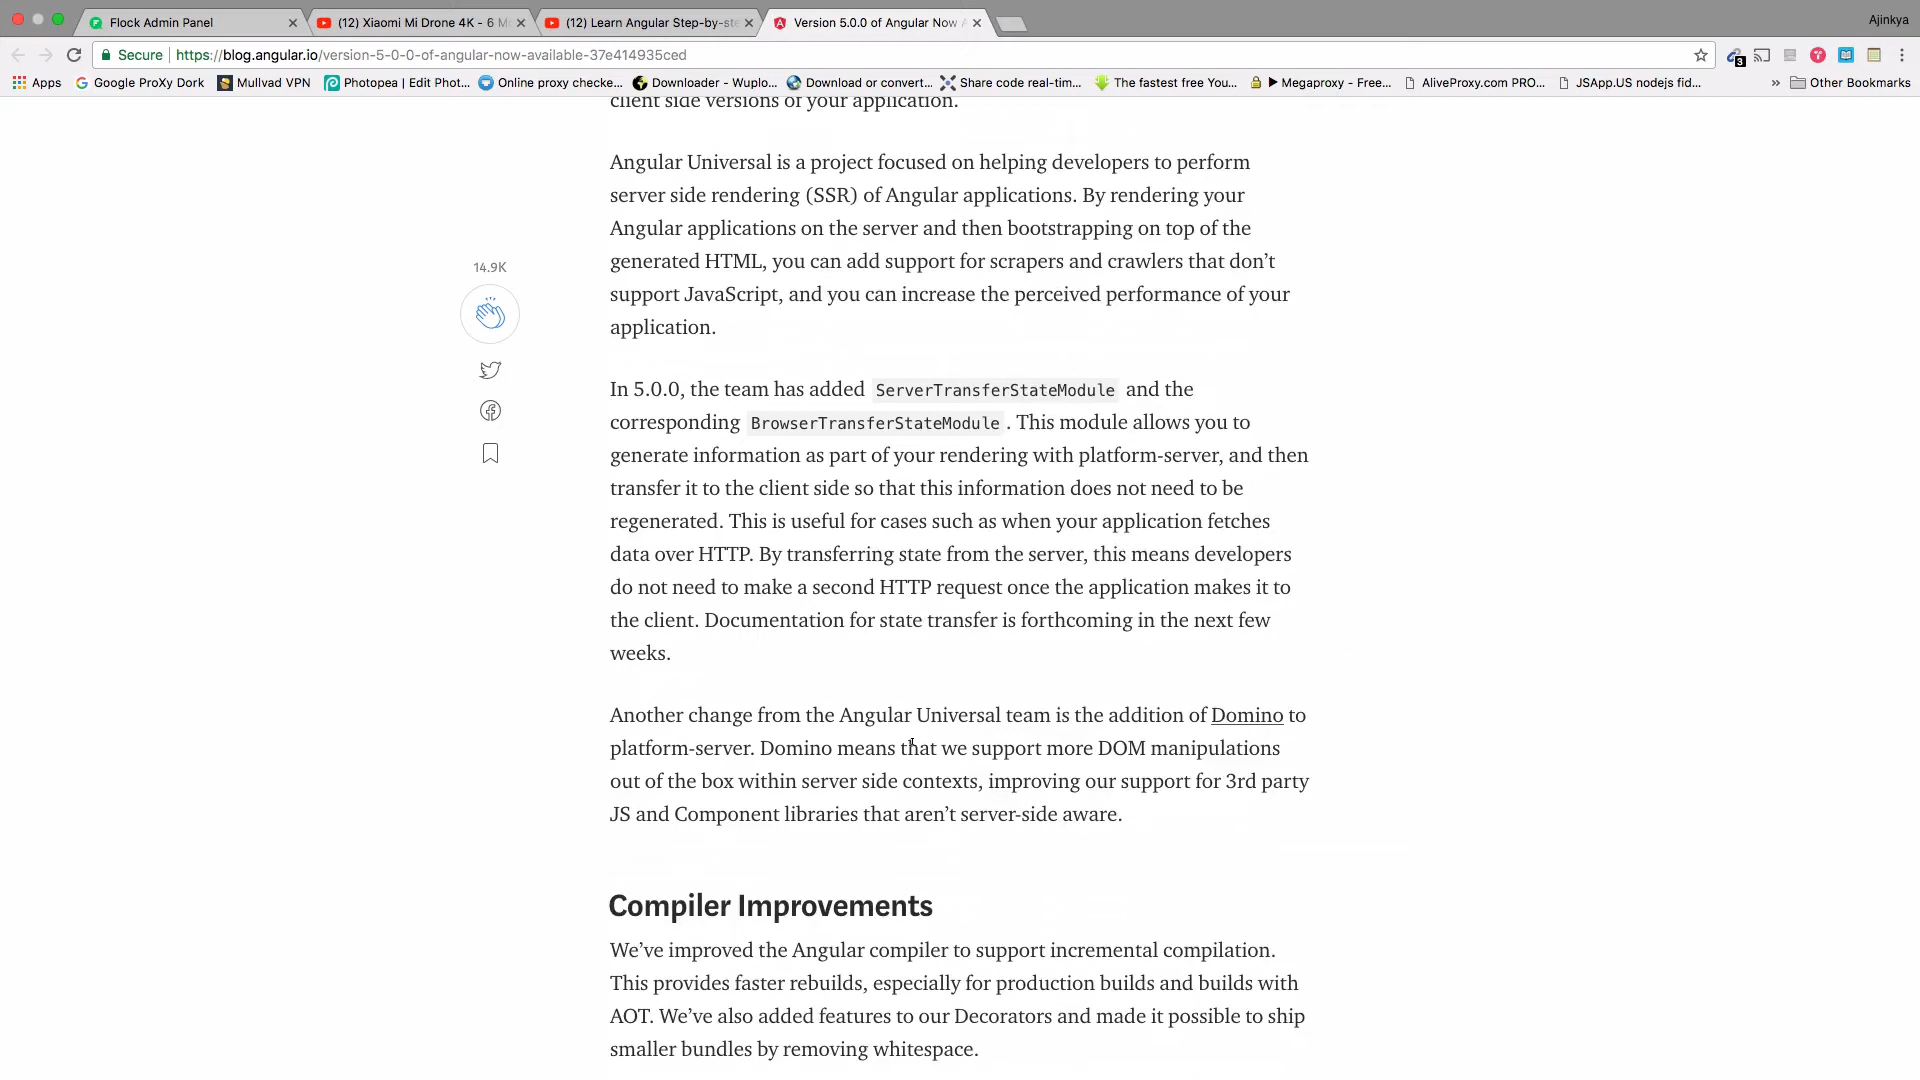 Flock Admin Panel
(12) Xiaomi Mi Drone 4K - 6 M
(12) Learn Angular Step-by-ste
Version 5.0.0 of Angular Now
Ajinkya
Secure
https://blog.angular.io/version-5-0-0-of-angular-now-available-37e414935ced
3
Apps
Google ProXy Dork
Mullvad VPN
Photopea | Edit Phot...
Online proxy checke...
Downloader - Wuplo...
Download or convert...
Share code real-tim...
The fastest free You...
Megaproxy - Free...
AliveProxy.com PRO...
JSApp.US nodejs fid...
»
Other Bookmarks
client side versions of your application.
Angular Universal is a project focused on helping developers to perform
server side rendering (SSR) of Angular applications. By rendering your
Angular applications on the server and then bootstrapping on top of the
generated HTML, you can add support for scrapers and crawlers that don’t
support JavaScript, and you can increase the perceived performance of your
application.
14.9K
In 5.0.0, the team has added ServerTransferStateModule and the
corresponding BrowserTransferStateModule . This module allows you to
generate information as part of your rendering with platform-server, and then
transfer it to the client side so that this information does not need to be
regenerated. This is useful for cases such as when your application fetches
data over HTTP. By transferring state from the server, this means developers
do not need to make a second HTTP request once the application makes it to
the client. Documentation for state transfer is forthcoming in the next few
weeks.
Another change from the Angular Universal team is the addition of Domino to
platform-server. Domino means that we support more DOM manipulations
out of the box within server side contexts, improving our support for 3rd party
JS and Component libraries that aren’t server-side aware.
Compiler Improvements
We’ve improved the Angular compiler to support incremental compilation.
This provides faster rebuilds, especially for production builds and builds with
AOT. We’ve also added features to our Decorators and made it possible to ship
smaller bundles by removing whitespace.